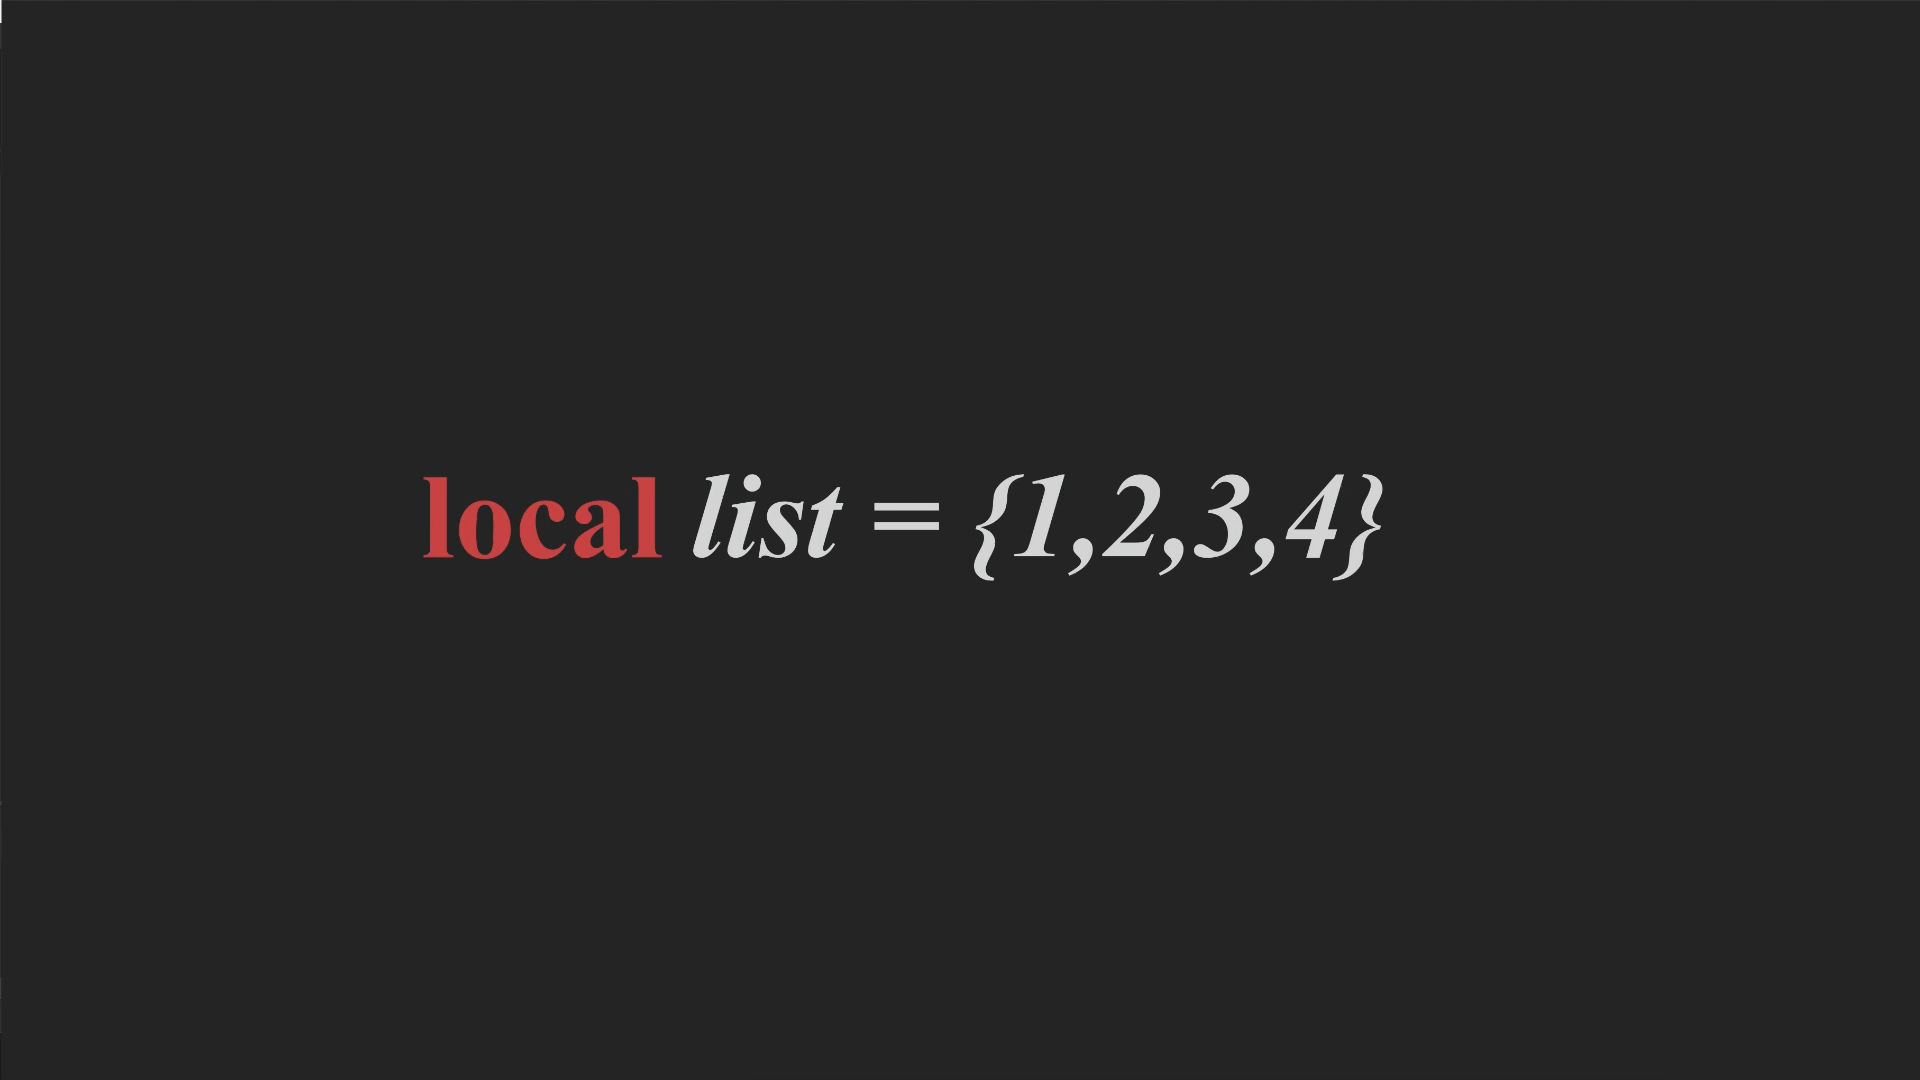 local list = {1,2,3,4}